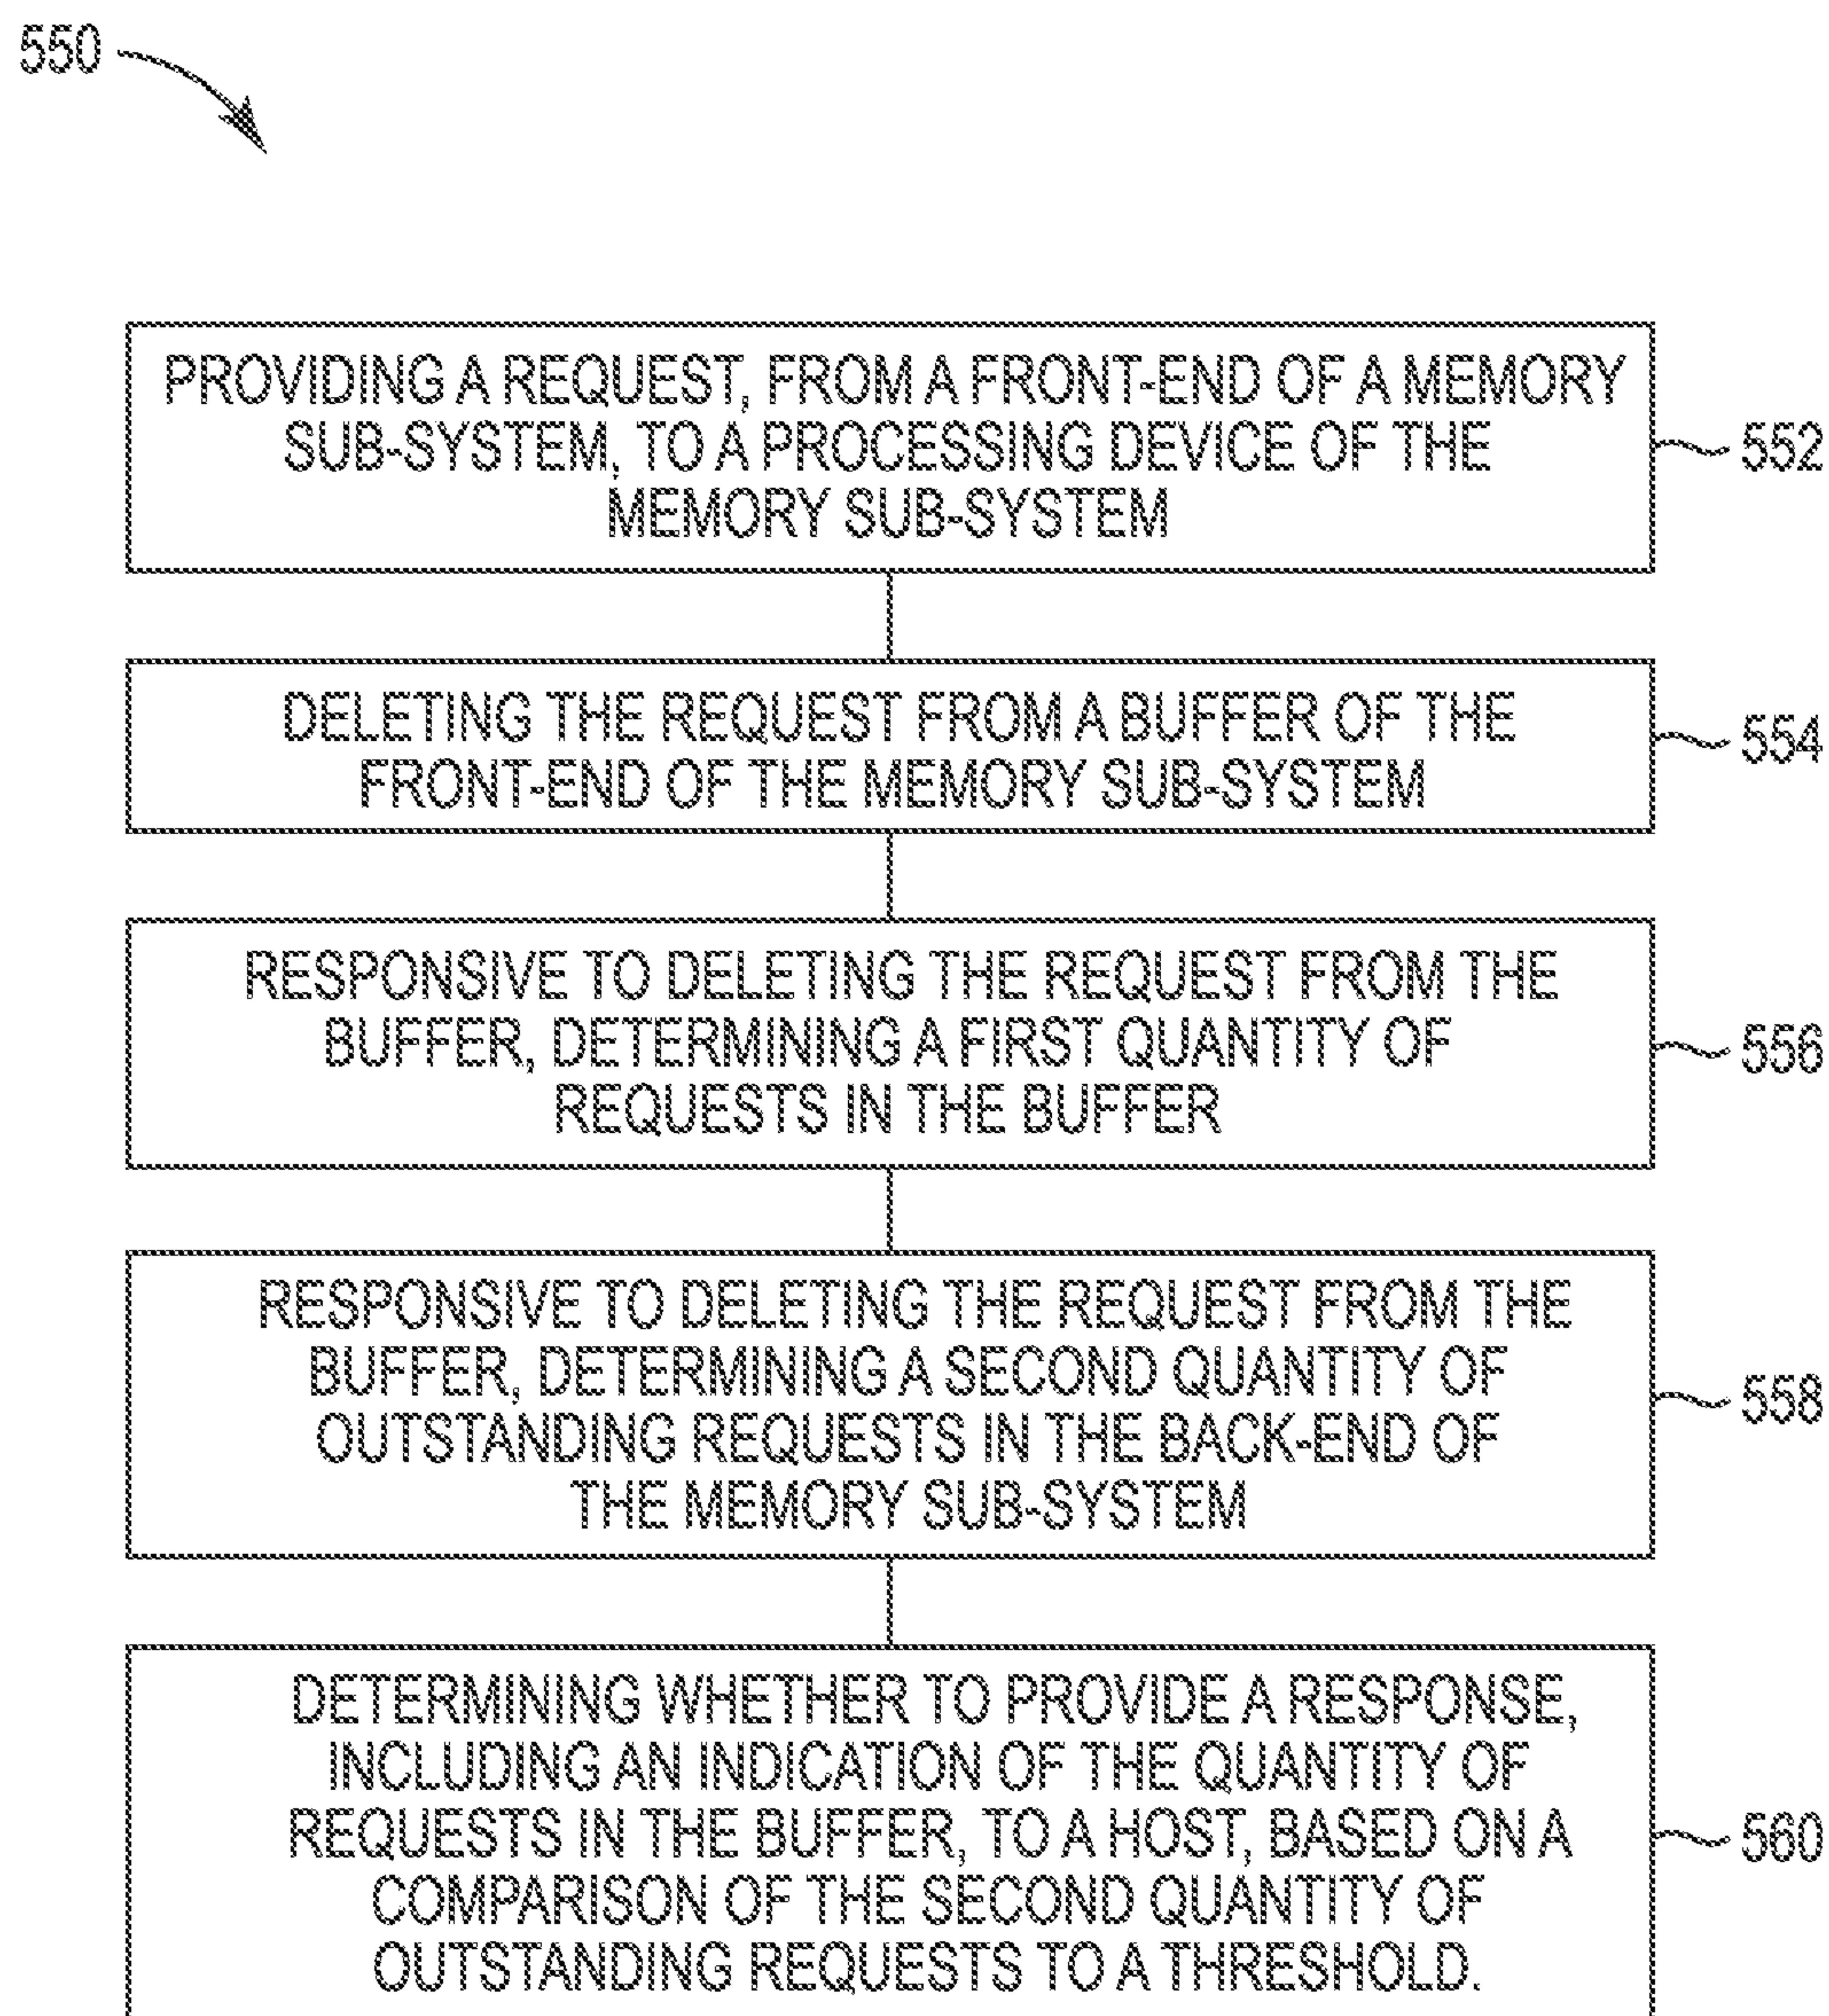 550
PROVIDING A REQUEST, FROM A FRONT-END OF A MEMORY
SUB-SYSTEM, TO A PROCESSING DEVICE OF THE
MEMORY SUB-SYSTEM
552
DELETING THE REQUEST FROM A BUFFER OF THE
FRONT-END OF THE MEMORY SUB-SYSTEM
554
RESPONSIVE TO DELETING THE REQUEST FROM THE
BUFFER, DETERMINING A FIRST QUANTITY OF
REQUESTS IN THE BUFFER
556
RESPONSIVE TO DELETING THE REQUEST FROM THE
BUFFER, DETERMINING A SECOND QUANTITY OF
OUTSTANDING REQUESTS IN THE BACK-END OF
THE MEMORY SUB-SYSTEM
558
DETERMINING WHETHER TO PROVIDE A RESPONSE,
INCLUDING AN INDICATION OF THE QUANTITY OF
REQUESTS IN THE BUFFER, TO A HOST, BASED ON A
COMPARISON OF THE SECOND QUANTITY OF
OUTSTANDING REQUESTS TO A THRESHOLD.
560